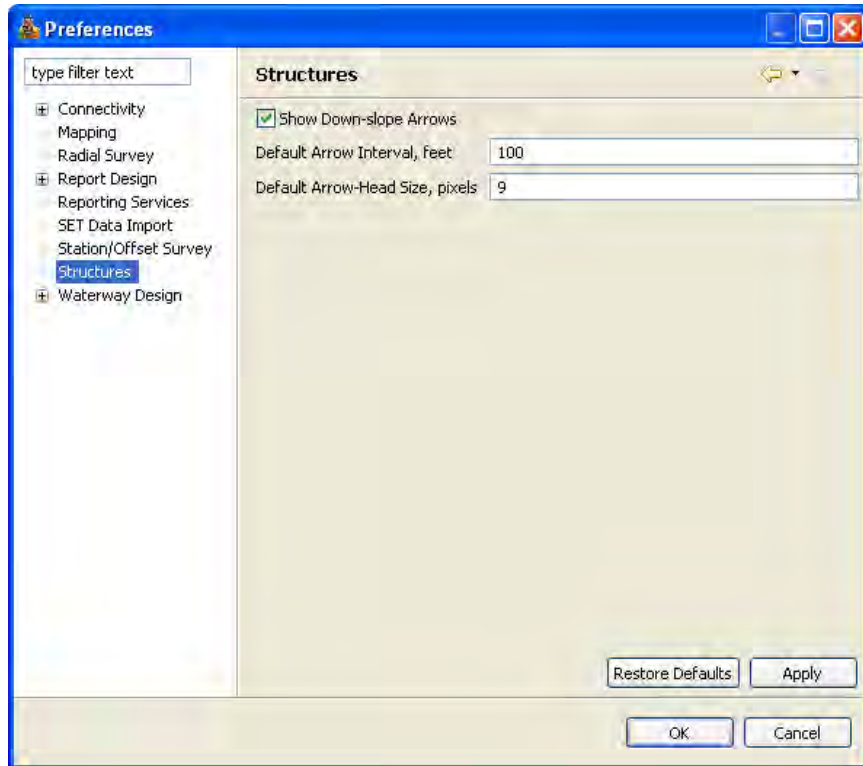 Preferences
type filter text
Connectivity
Mapping
Radial Survey
Report Design
Reporting Services
SET Data Import
Station/Offset Survey
Structures
Waterway Design
Structures
Show Down-slope Arrows
Default Arrow Interval, feet 100
Default Arrow-Head Size, pixels 9
Restore Defaults Apply
OK Cancel